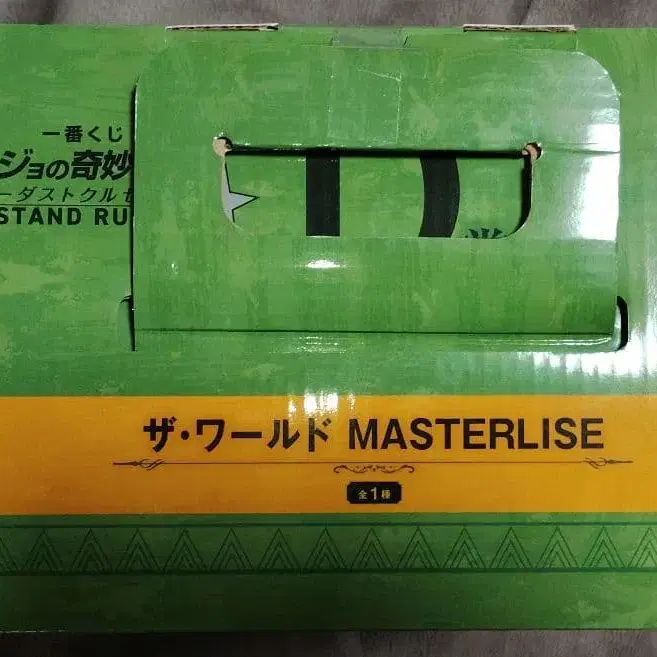 一番くじ
ジョの奇妙
ーダストクルセ
STAND RU
D
ザ・ワールド MASTERLISE
全1種